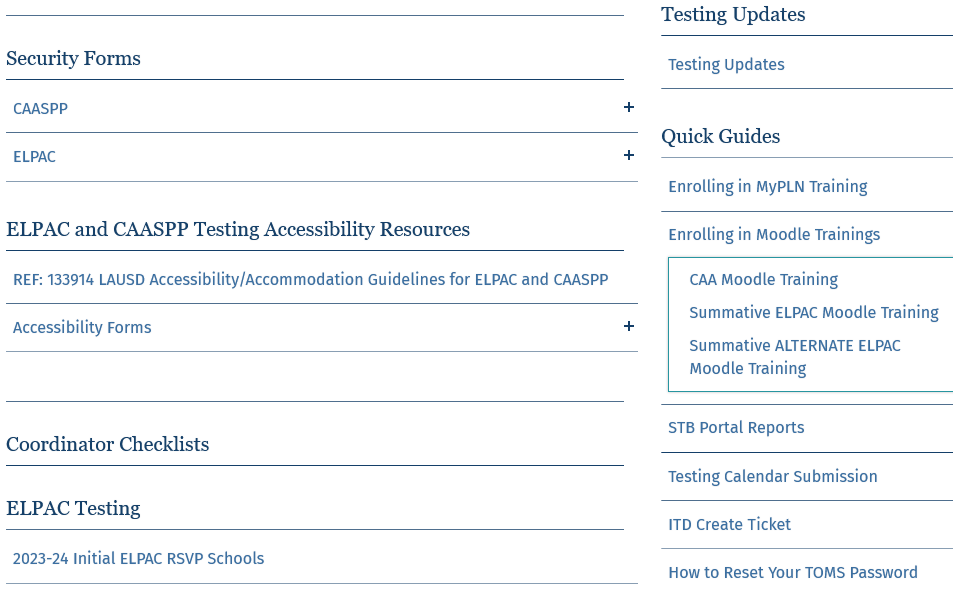 Security Forms
CAASPP
ELPAC
ELPAC and CAASPP Testing Accessibility Resources
REF: 133914 LAUSD Accessibility/Accommodation Guidelines for ELPAC and CAASPP
Accessibility Forms
Coordinator Checklists
ELPAC Testing
2023-24 Initial ELPAC RSVP Schools
Testing Updates
Testing Updates
Quick Guides
Enrolling in MyPLN Training
Enrolling in Moodle Trainings
CAA Moodle Training
Summative ELPAC Moodle Training
Summative ALTERNATE ELPAC
Moodle Training
STB Portal Reports
Testing Calendar Submission
ITD Create Ticket
How to Reset Your TOMS Password